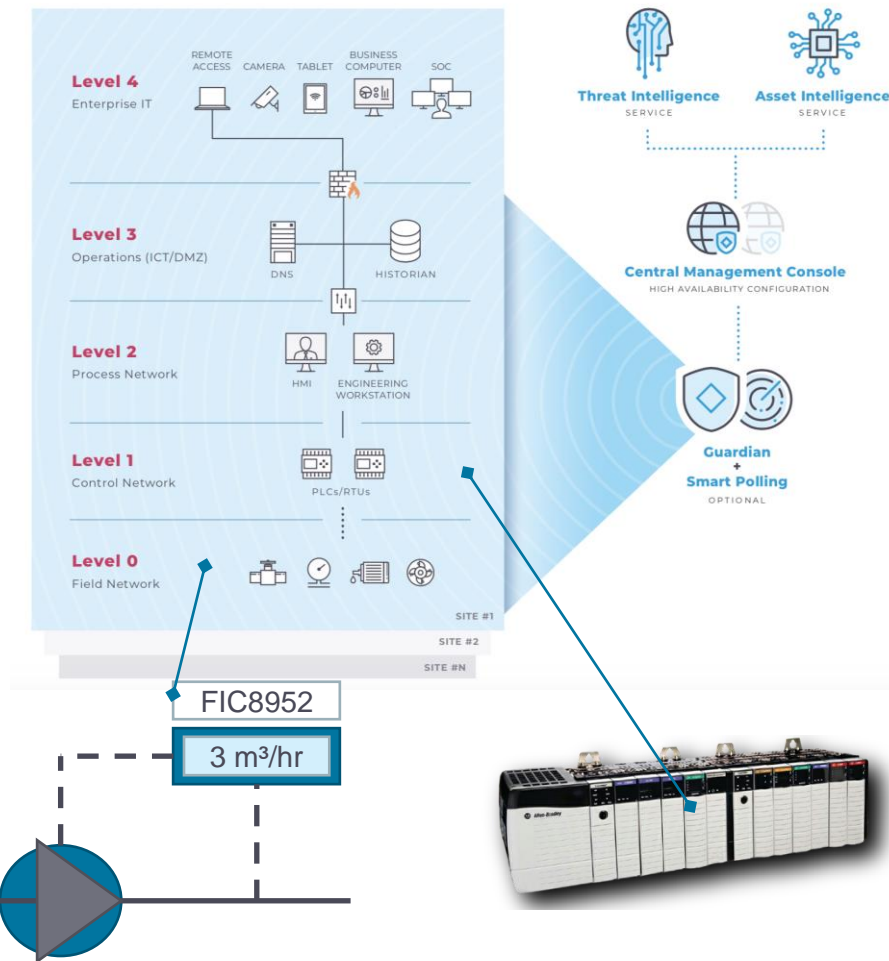 Level 4
Enterprise IT
REMOTE ACCESS
CAMERA
TABLET
BUSINESS COMPUTER
SOC
Level 3
Operations (ICT/DMZ)
DNS
HISTORIAN
Level 2
Process Network
HMI
ENGINEERING WORKSTATION
Level 1
Control Network
PLCs/RTUs
Level 0
Field Network
SITE #1
SITE #2
SITE #N
Threat Intelligence
SERVICE
Asset Intelligence
SERVICE
Central Management Console
HIGH AVAILABILITY CONFIGURATION
Guardian
+
Smart Polling
OPTIONAL
FIC8952
3 m³/hr
Allen-Bradley